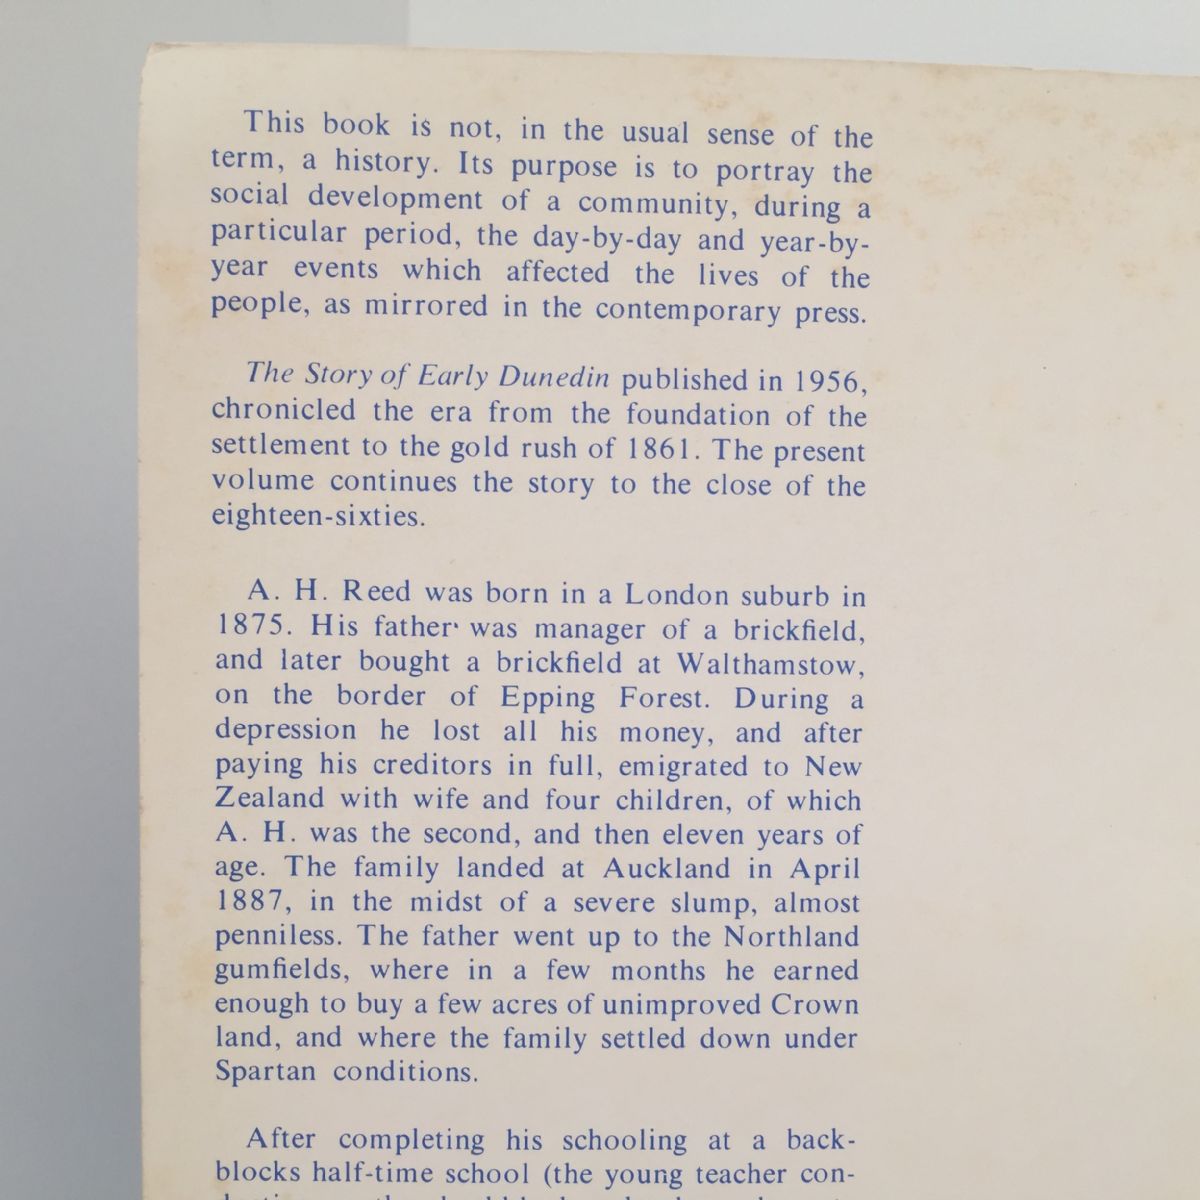 This book is not, in the usual sense of the
term, a history. Its purpose is to portray the
social development of a community, during a
particular period, the day-by-day and year-by-
year events which affected the lives of the
people, as mirrored in the contemporary press.
The Story of Early Dunedin published in 1956,
chronicled the era from the foundation of the
settlement to the gold rush of 1861. The present
volume continues the story to the close of the
eighteen-sixties.
A. H. Reed was born in a London suburb in
1875. His father was manager of a brickfield,
and later bought a brickfield at Walthamstow,
on the border of Epping Forest. During a
depression he lost all his money, and after
paying his creditors in full, emigrated to New
Zealand with wife and four children, of which
A. H. was the second, and then eleven years of
age. The family landed at Auckland in April
1887, in the midst of a severe slump, almost
penniless. The father went up to the Northland
gumfields, where in a few months he earned
enough to buy a few acres of unimproved Crown
land, and where the family settled down under
Spartan conditions.
After completing his schooling at a back-
blocks half-time school (the young teacher con-